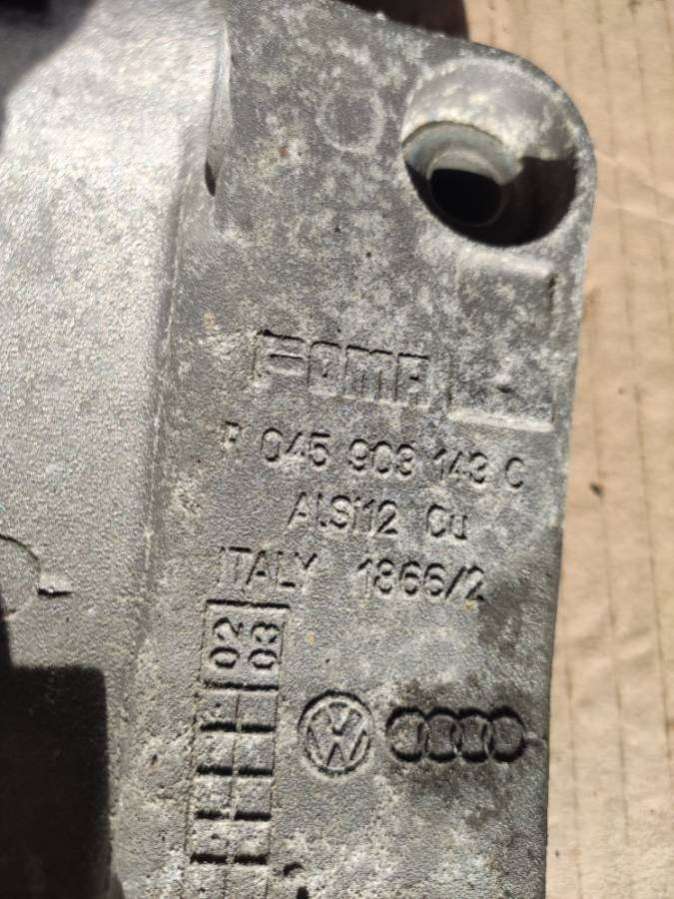 FOMA
R 045 903 143 C
AlSi12 Cu
ITALY 1866/2
02
03